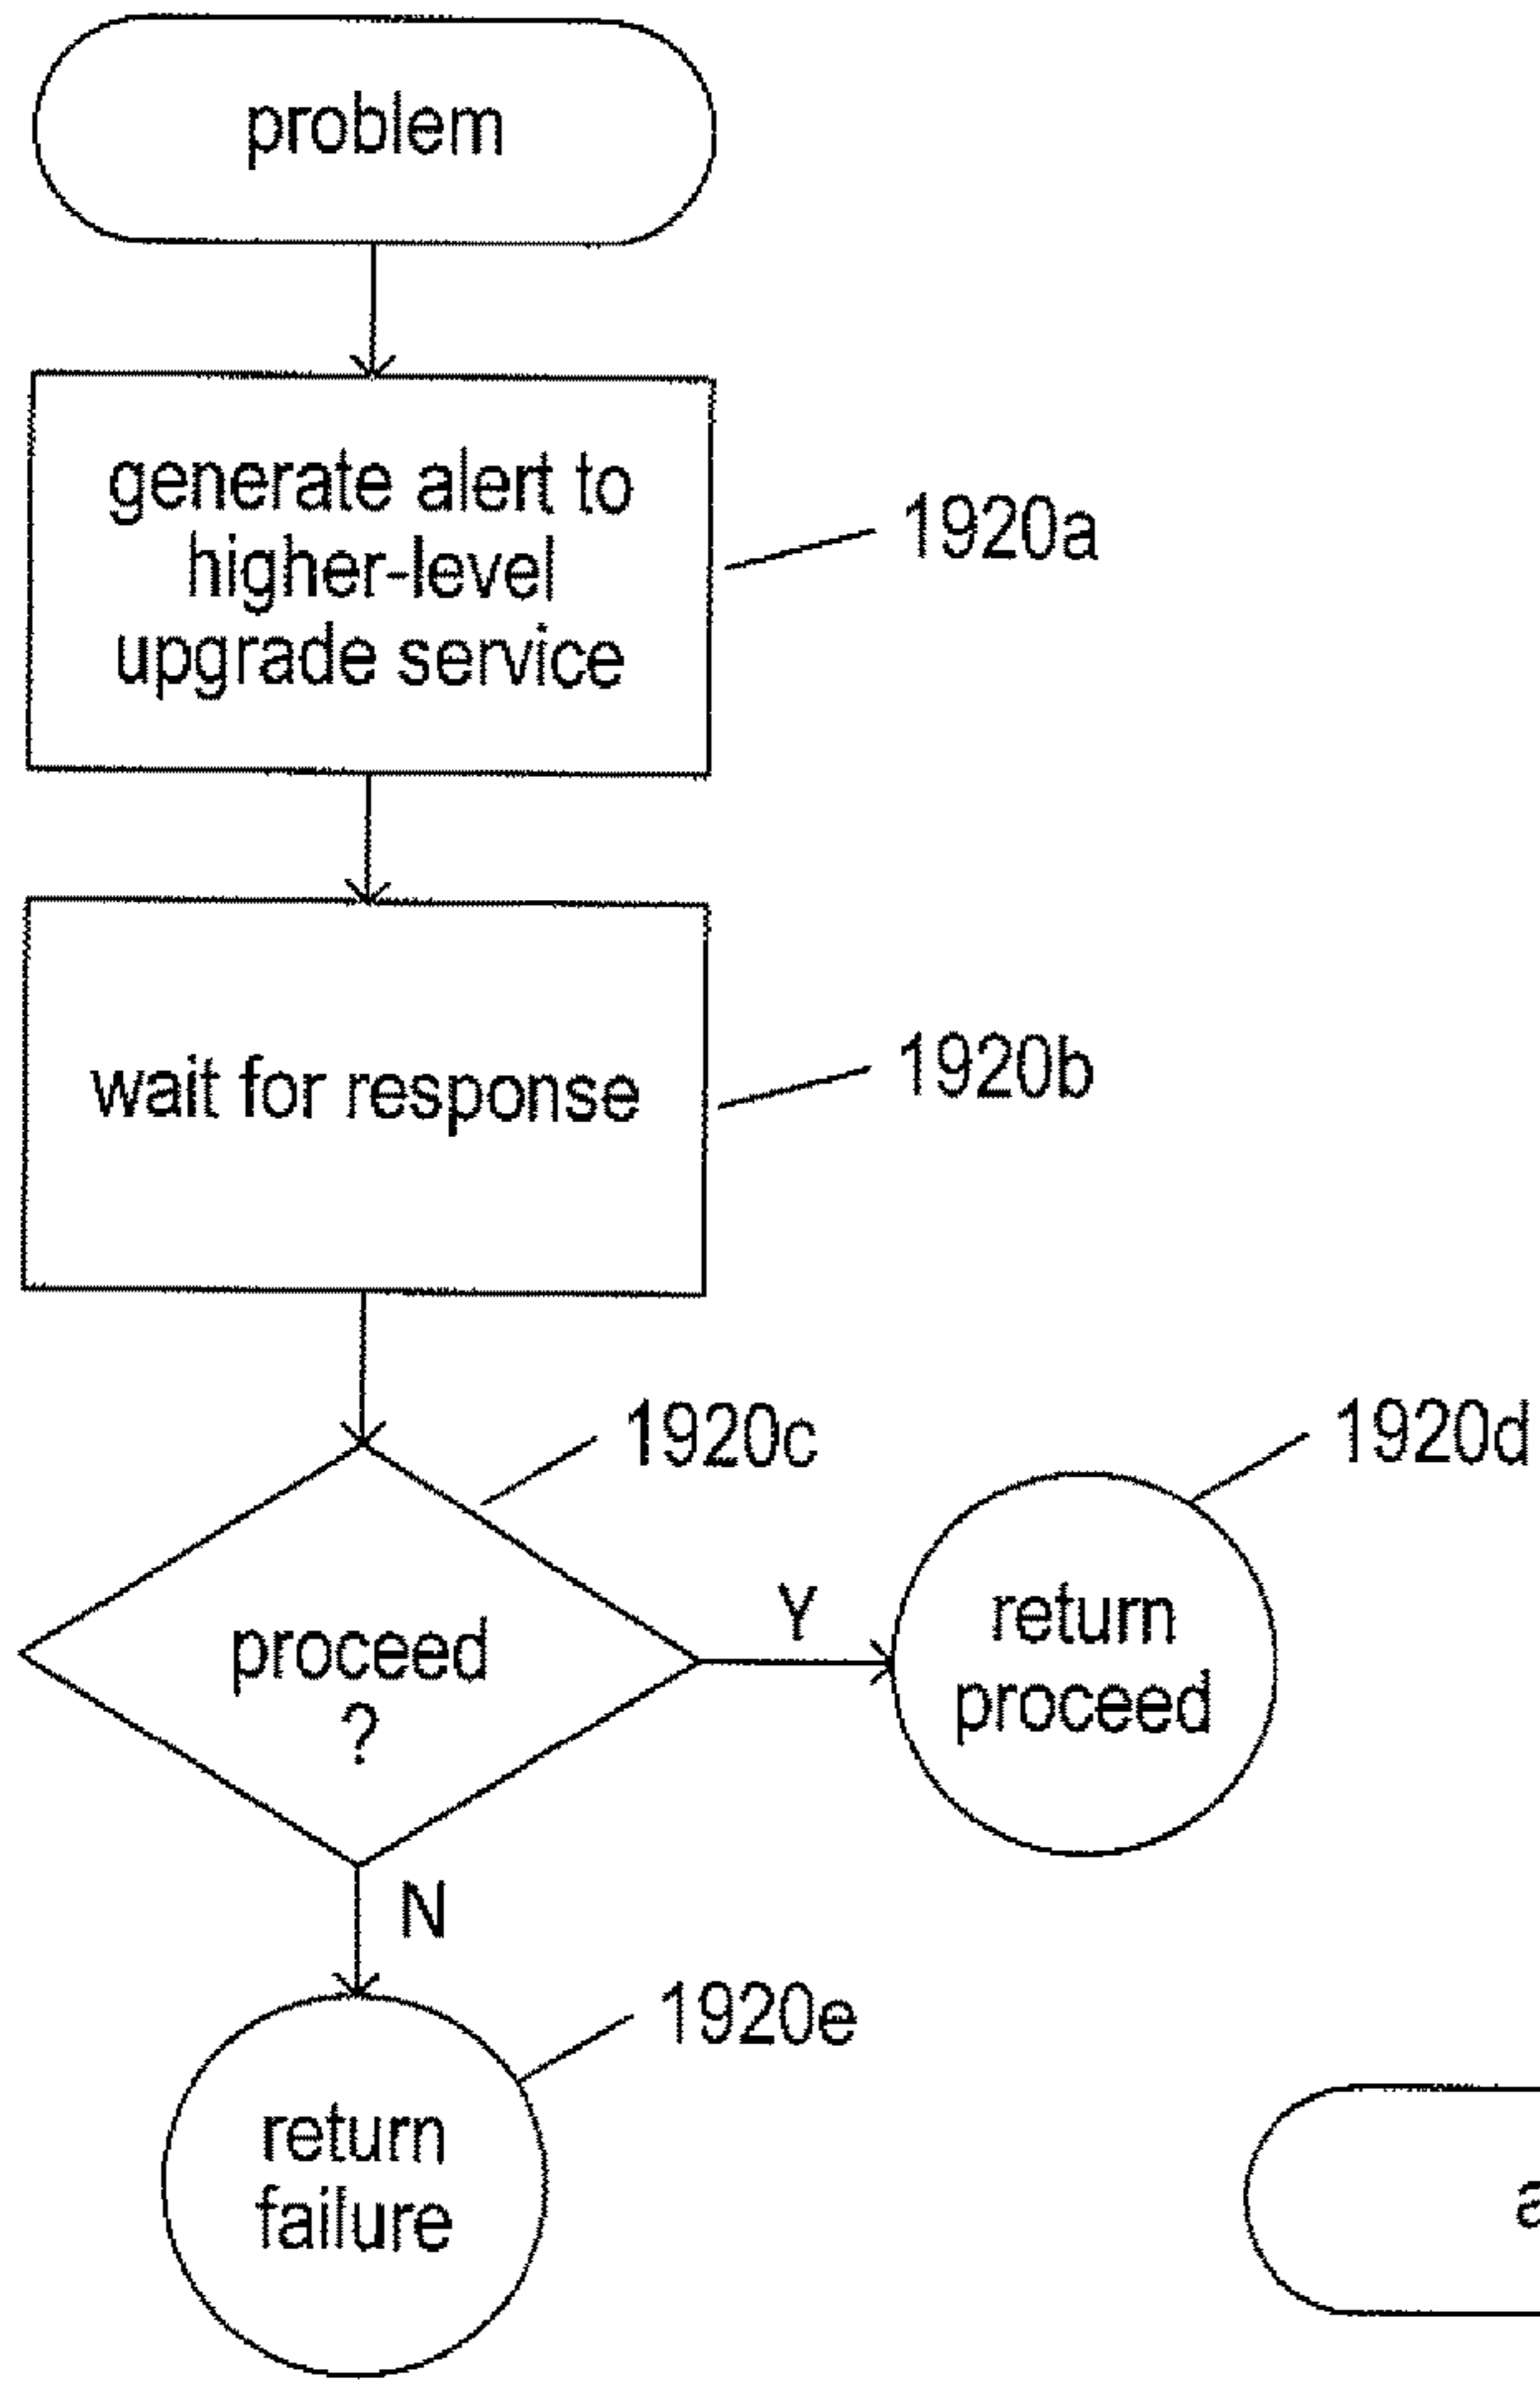 problem
generate alert to
higher-level
upgrade service
1920a
wait for response
1920b
1920c
1920d
proceed
?
Y
return
proceed
N
1920e
return
failure